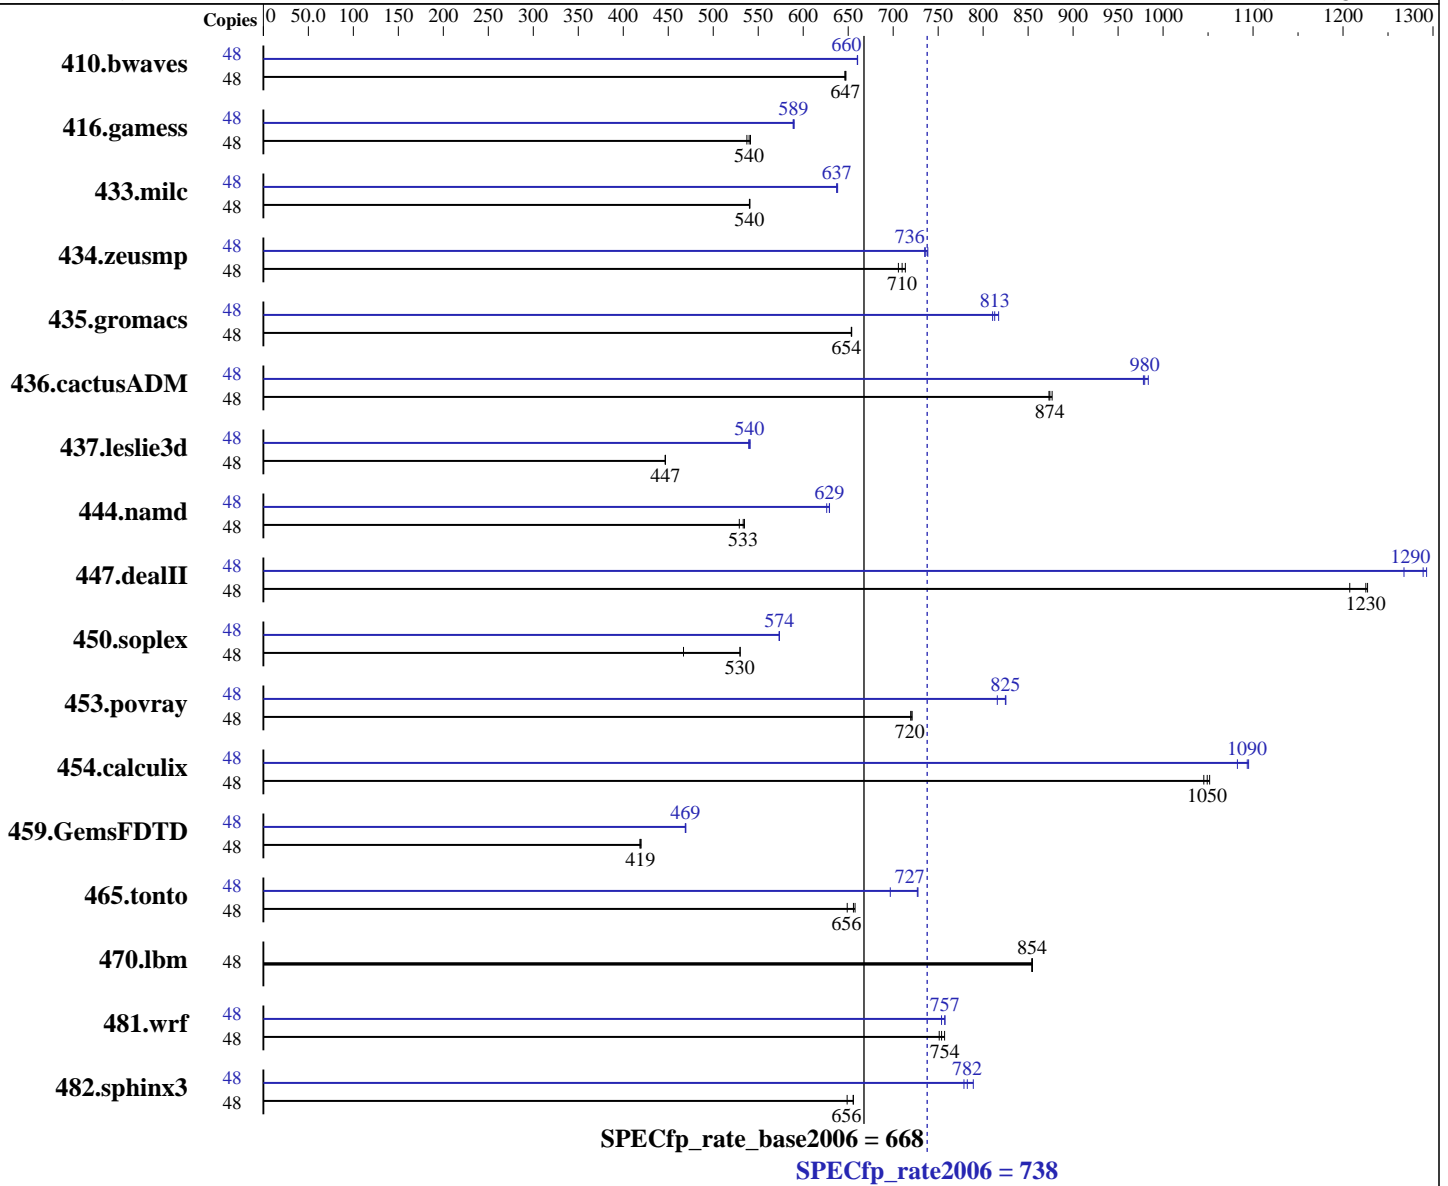 Copies 0 50.0 100 150 200 250 300 350 400 450 500 550 600 650 700 750 800 850 900 950 1000 1100 1200 1300
410.bwaves 48 660
48 647
416.gamess 48 589
48 540
433.milc 48 637
48 540
434.zeusmp 48 736
48 710
435.gromacs 48 813
48 654
436.cactusADM 48 980
48 874
437.leslie3d 48 540
48 447
444.namd 48 629
48 533
447.dealII 48 1290
48 1230
450.soplex 48 574
48 530
453.povray 48 825
48 720
454.calculix 48 1090
48 1050
459.GemsFDTD 48 469
48 419
465.tonto 48 727
48 656
470.lbm 48 854
481.wrf 48 757
48 754
482.sphinx3 48 782
48 656
SPECfp_rate_base2006 = 668
SPECfp_rate2006 = 738